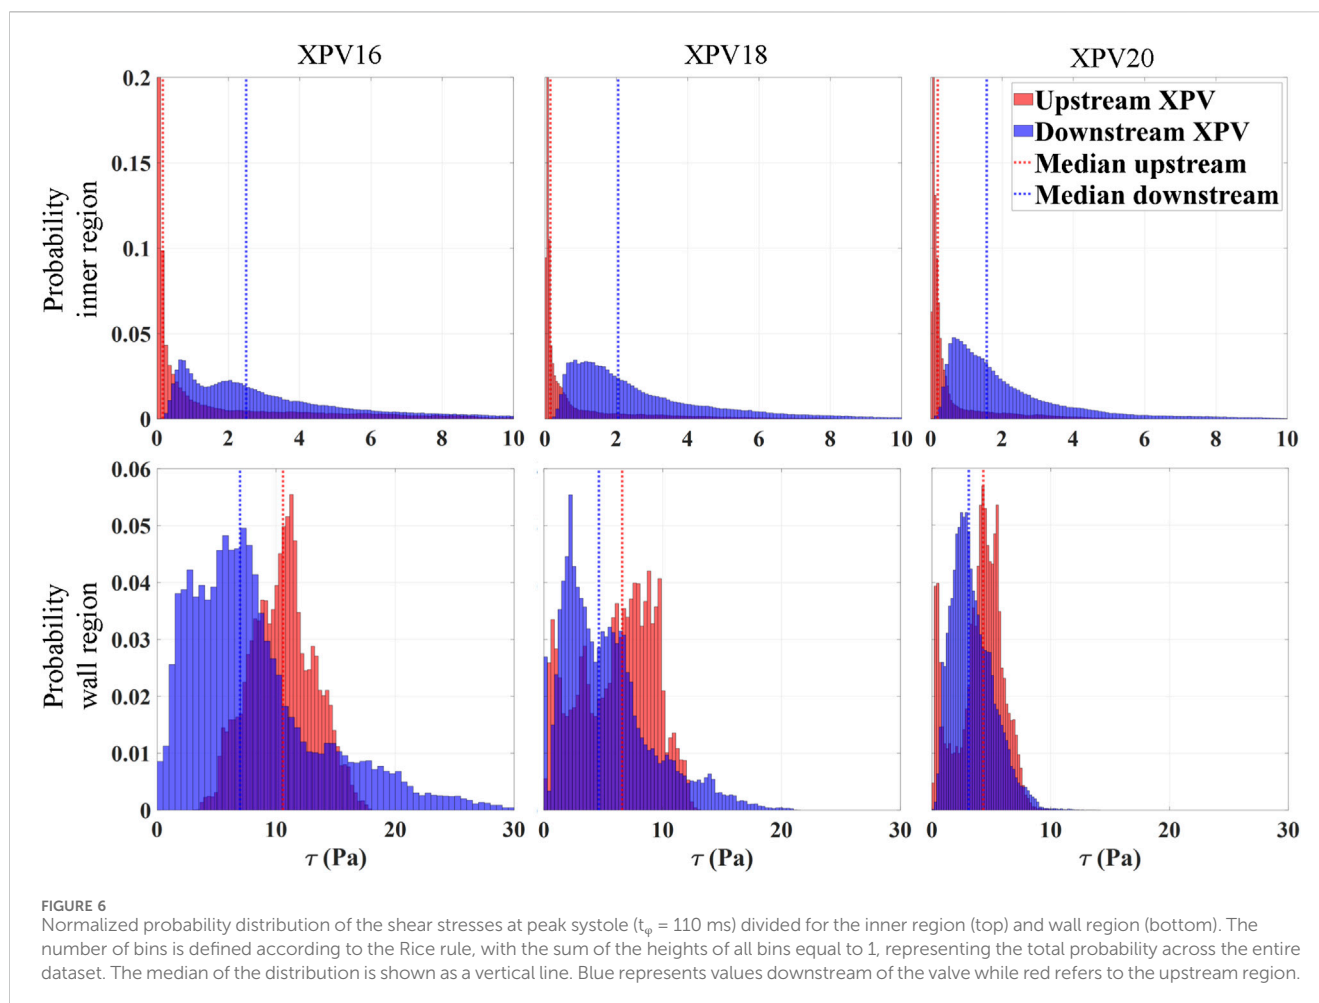 XPV16 XPV18 XPV20
Upstream XPV
Downstream XPV
Median upstream
Median downstream
Probability
inner region
0.2
0.15
0.1
0.05
0
0 2 4 6 8 10
0 2 4 6 8 10
0 2 4 6 8 10
Probability
wall region
0.06
0.05
0.04
0.03
0.02
0.01
0
0 10 20 30
0 10 20 30
0 10 20 30
τ (Pa) τ (Pa) τ (Pa)
FIGURE 6
Normalized probability distribution of the shear stresses at peak systole (tφ = 110 ms) divided for the inner region (top) and wall region (bottom). The
number of bins is defined according to the Rice rule, with the sum of the heights of all bins equal to 1, representing the total probability across the entire
dataset. The median of the distribution is shown as a vertical line. Blue represents values downstream of the valve while red refers to the upstream region.